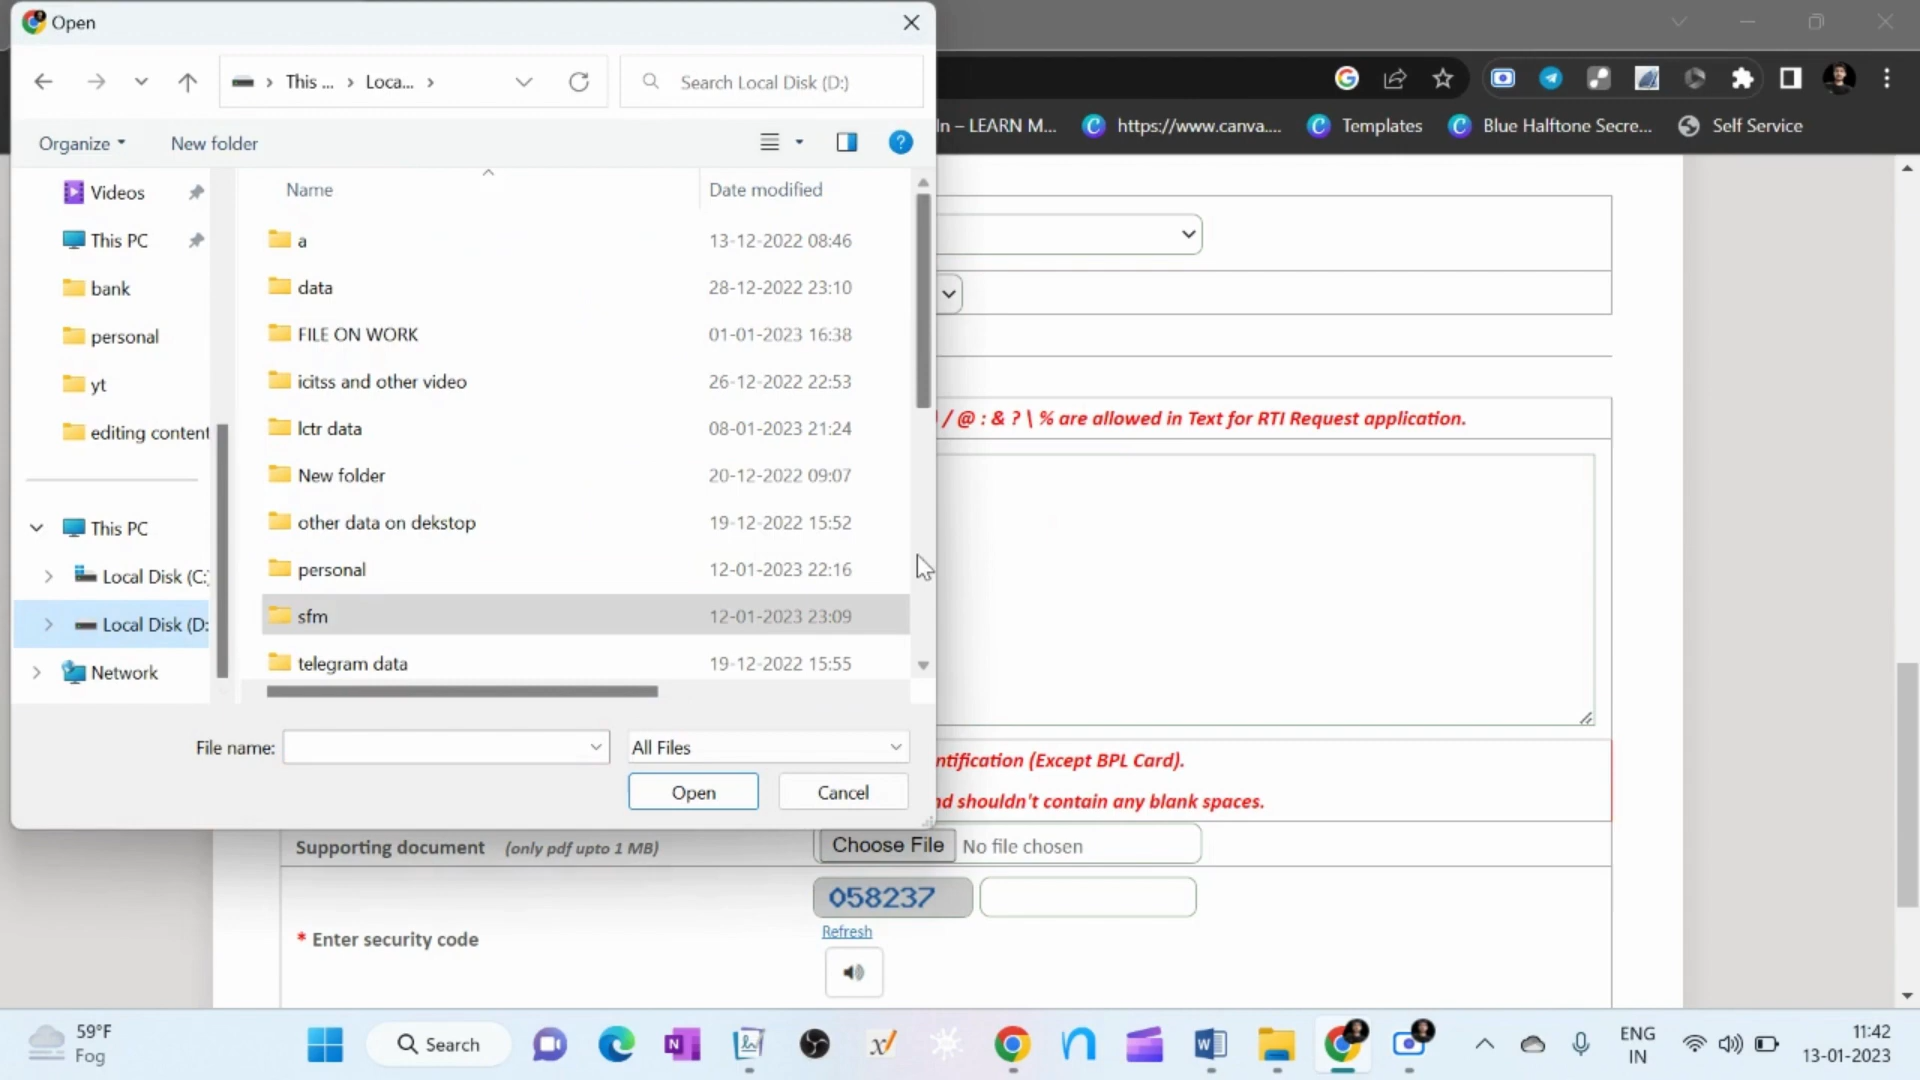 Open
This ...
Loca...
Search Local Disk (D:)
In – LEARN M...
https://www.canva....
Templates
Blue Halftone Secre...
Self Service
Organize
New folder
Videos
This PC
bank
personal
yt
editing content
This PC
Local Disk (C:
Local Disk (D:
Network
Name
Date modified
a 13-12-2022 08:46
data 28-12-2022 23:10
FILE ON WORK 01-01-2023 16:38
icitss and other video 26-12-2022 22:53
lctr data 08-01-2023 21:24
New folder 20-12-2022 09:07
other data on dekstop 19-12-2022 15:52
personal 12-01-2023 22:16
sfm 12-01-2023 23:09
telegram data 19-12-2022 15:55
File name:
All Files
Open
Cancel
/ @ : & ? \ % are allowed in Text for RTI Request application.
ntification (Except BPL Card).
nd shouldn't contain any blank spaces.
Supporting document (only pdf upto 1 MB)
Choose File No file chosen
058237
Refresh
* Enter security code
59°F
Fog
Search
ENG
IN
11:42
13-01-2023